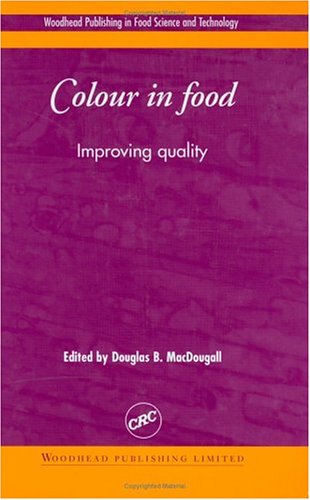 Woodhead Publishing in Food Science and Technology
Colour in food
Improving quality
Edited by Douglas B. MacDougall
CRC
WOODHEAD PUBLISHING LIMITED